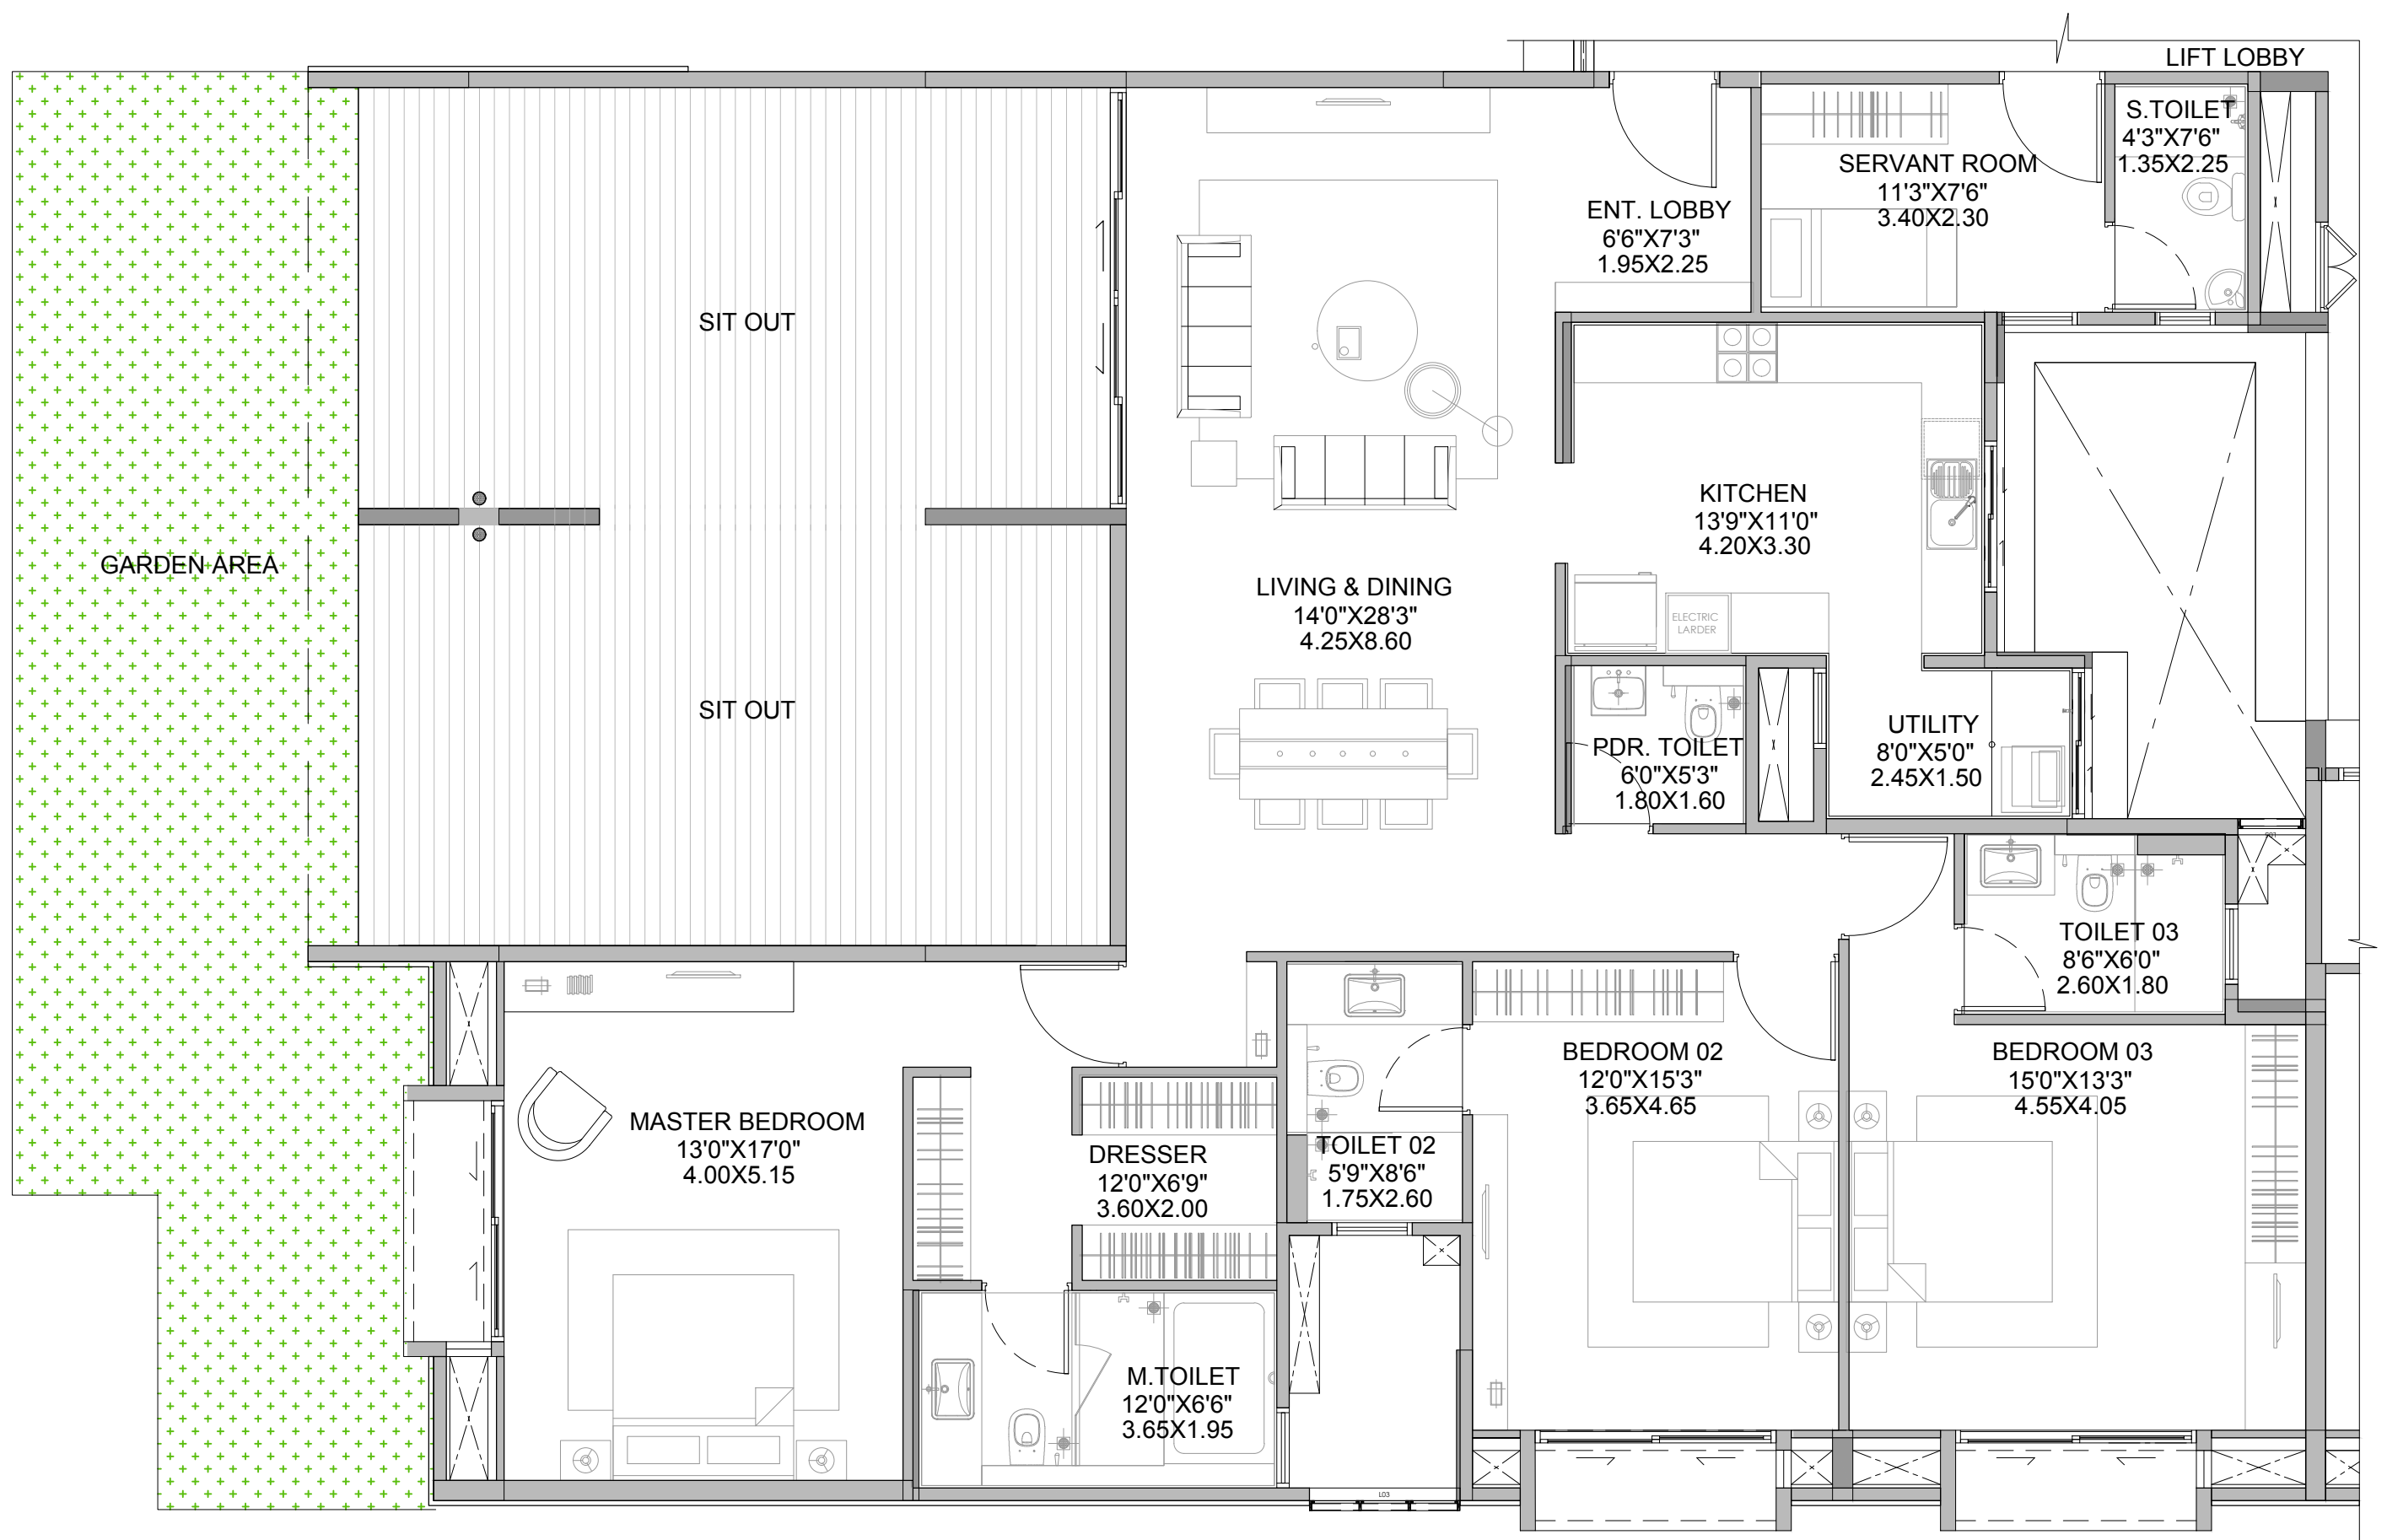 LIFT LOBBY
S.TOILET
4'3"X7'6"
1.35X2.25
SERVANT ROOM
11'3"X7'6"
3.40X2.30
ENT. LOBBY
6'6"X7'3"
1.95X2.25
SIT OUT
KITCHEN
13'9"X11'0"
4.20X3.30
GARDEN AREA
LIVING & DINING
14'0"X28'3"
4.25X8.60
ELECTRIC
LARDER
SIT OUT
PDR. TOILET
6'0"X5'3"
1.80X1.60
UTILITY
8'0"X5'0"
2.45X1.50
TOILET 03
8'6"X6'0"
2.60X1.80
BEDROOM 02
12'0"X15'3"
3.65X4.65
BEDROOM 03
15'0"X13'3"
4.55X4.05
MASTER BEDROOM
13'0"X17'0"
4.00X5.15
DRESSER
12'0"X6'9"
3.60X2.00
TOILET 02
5'9"X8'6"
1.75X2.60
M.TOILET
12'0"X6'6"
3.65X1.95
L03